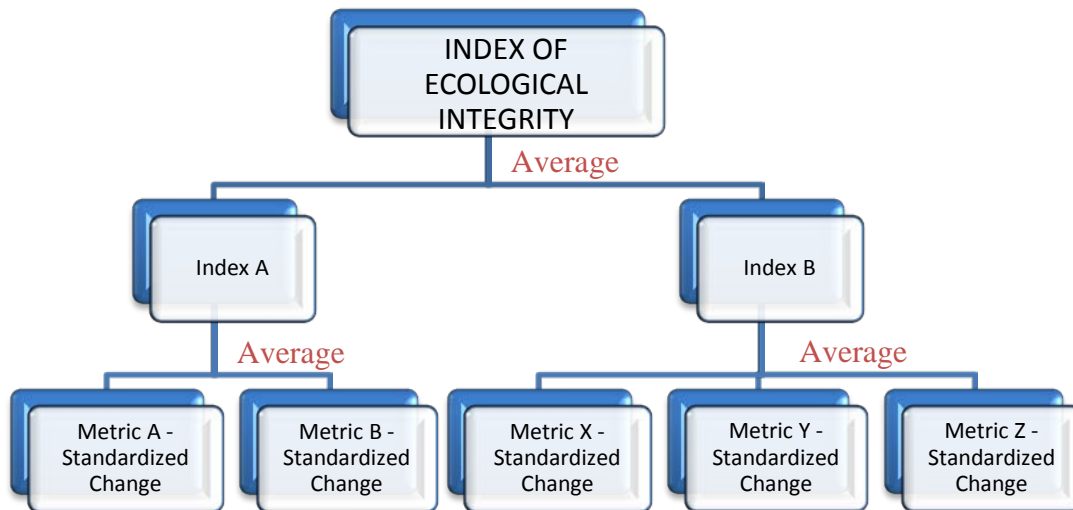 INDEX OF
ECOLOGICAL
INTEGRITY
Average
Index A
Index B
Average
Average
Metric A -
Standardized
Change
Metric B -
Standardized
Change
Metric X -
Standardized
Change
Metric Y -
Standardized
Change
Metric Z -
Standardized
Change